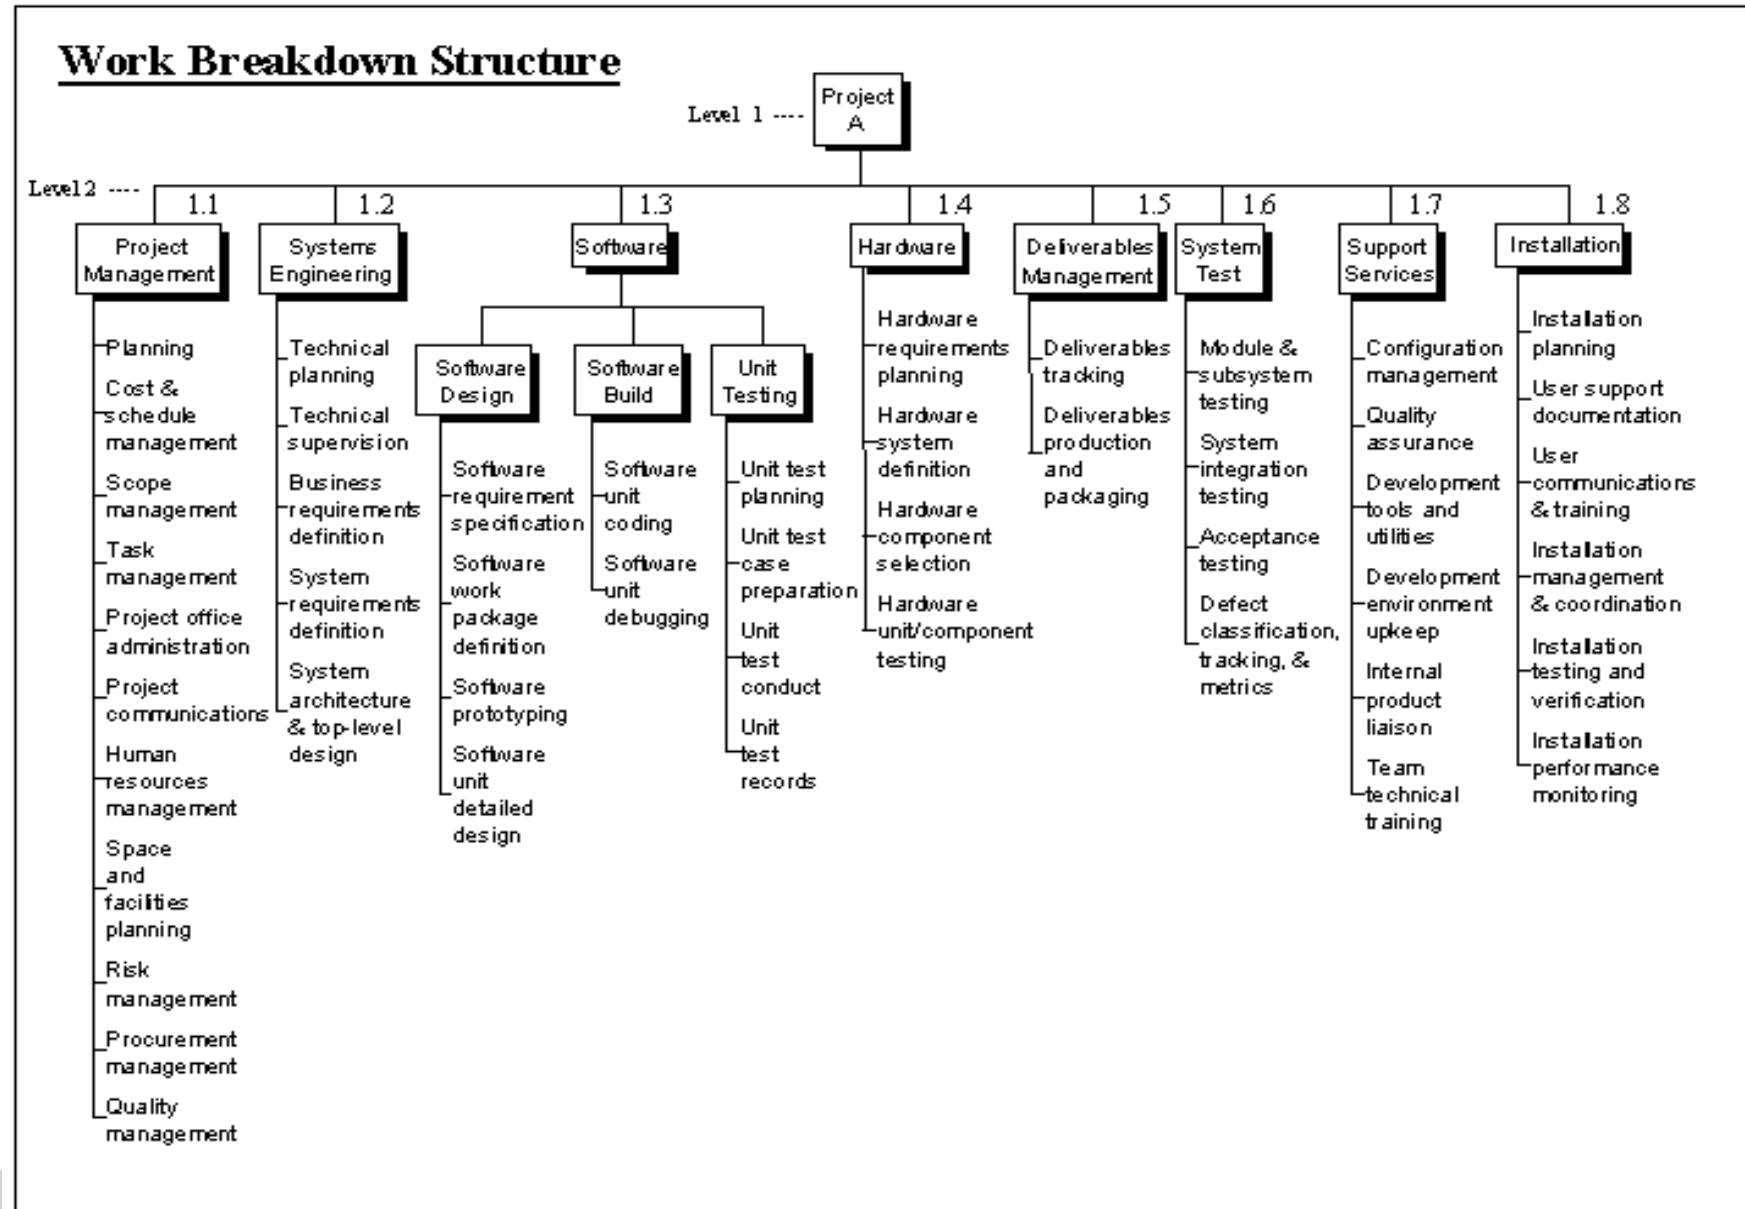 Work Breakdown Structure
Project
A
Level 1 ----
Level 2 ----
1.1
1.2
1.3
1.4
1.5
1.6
1.7
1.8
Project
Management
Planning
Cost &
schedule
management
Scope
management
Task
management
Project office
administration
Project
communications
Human
resources
management
Space
and
facilities
planning
Risk
management
Procurement
management
Quality
management
Systems
Engineering
Technical
planning
Technical
supervision
Business
requirements
definition
System
requirements
definition
System
architecture
& top-level
design
Software
Software
Design
Software
requirement
specification
Software
work
package
definition
Software
prototyping
Software
unit
detailed
design
Software
Build
Software
unit
coding
Software
unit
debugging
Unit
Testing
Unit test
planning
Unit test
case
preparation
Unit
test
conduct
Unit
test
records
Hardware
Hardware
requirements
planning
Hardware
system
definition
Hardware
component
selection
Hardware
unit/component
testing
Deliverables
Management
Deliverables
tracking
Deliverables
production
and
packaging
System
Test
Module &
subsystem
testing
System
integration
testing
Acceptance
testing
Defect
classification,
tracking, &
metrics
Support
Services
Configuration
management
Quality
assurance
Development
tools and
utilities
Development
environment
upkeep
Internal
product
liaison
Team
technical
training
Installation
Installation
planning
User support
documentation
User
communications
& training
Installation
management
& coordination
Installation
testing and
verification
Installation
performance
monitoring